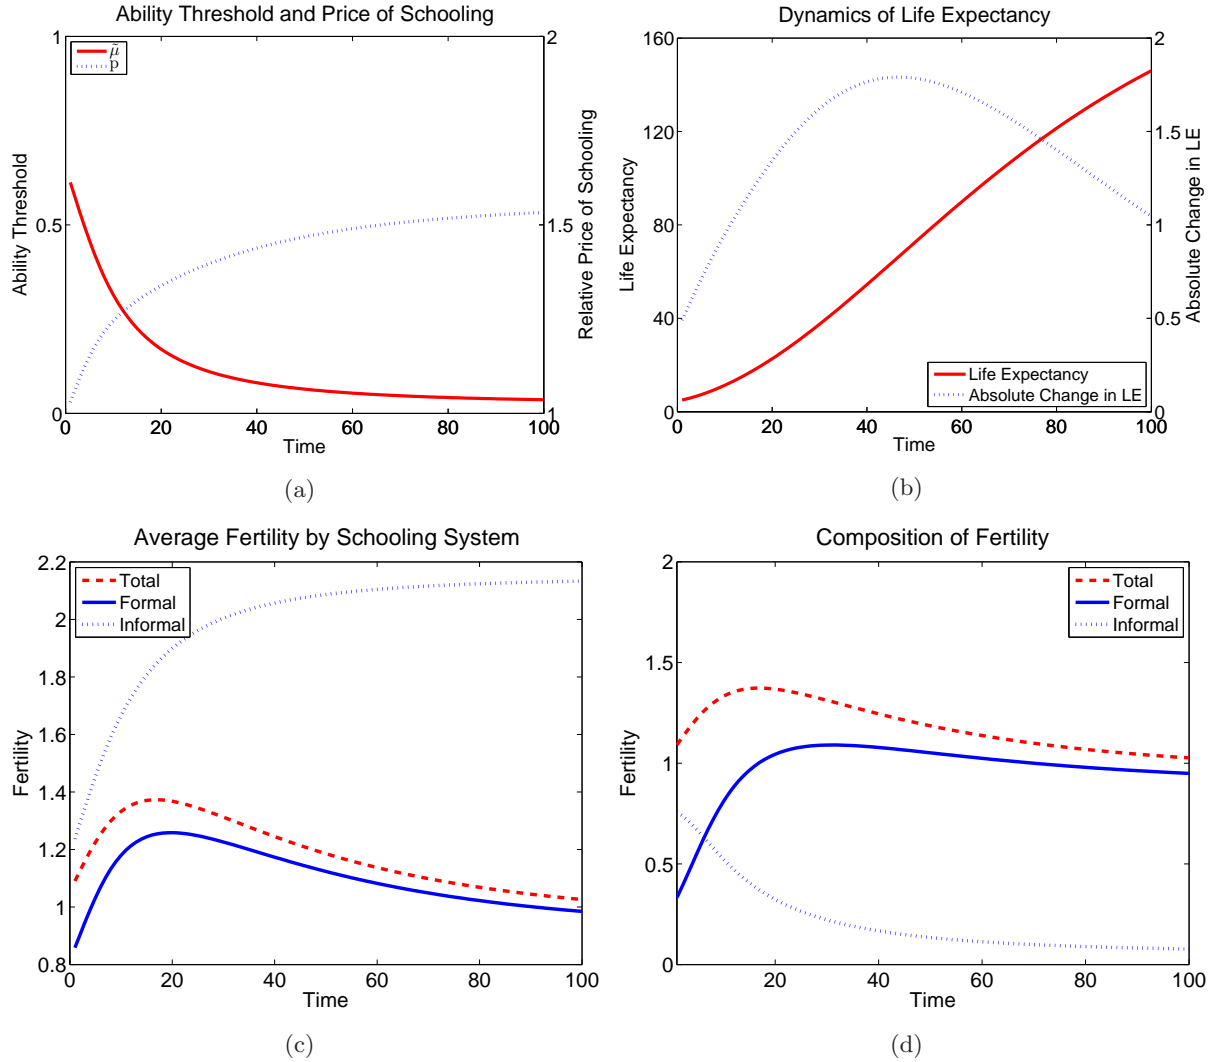 Ability Threshold and Price of Schooling
1
0.5
0
2
1.5
1
μ̃
p
Ability Threshold
Relative Price of Schooling
0 20 40 60 80 100
Time
(a)
Dynamics of Life Expectancy
160
120
80
40
0
2
1.5
1
0.5
0
Life Expectancy
Absolute Change in LE
Life Expectancy
Absolute Change in LE
0 20 40 60 80 100
Time
(b)
Average Fertility by Schooling System
2.2
2
1.8
1.6
1.4
1.2
1
0.8
Total
Formal
Informal
Fertility
0 20 40 60 80 100
Time
(c)
Composition of Fertility
2
1.5
1
0.5
0
Total
Formal
Informal
Fertility
20 40 60 80 100
Time
(d)